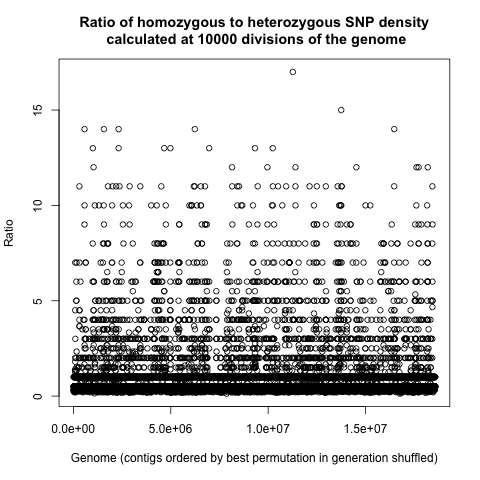 Ratio of homozygous to heterozygous SNP density
calculated at 10000 divisions of the genome
Ratio
15
10
5
0
0.0e+00 5.0e+06 1.0e+07 1.5e+07
Genome (contigs ordered by best permutation in generation shuffled)